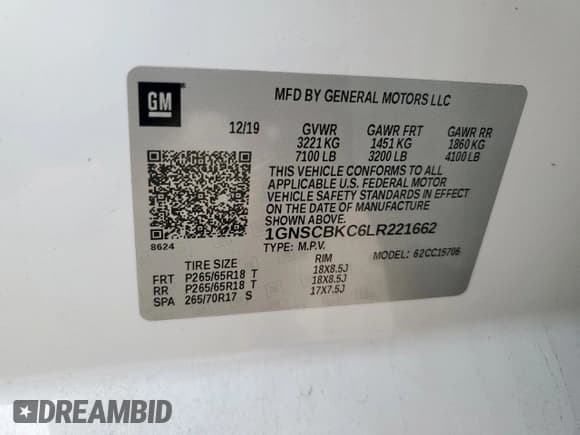 GM
MFD BY GENERAL MOTORS LLC
12/19 GVWR GAWR FRT GAWR RR
3221 KG 1451 KG 1860 KG
7100 LB 3200 LB 4100 LB
THIS VEHICLE CONFORMS TO ALL
APPLICABLE U.S. FEDERAL MOTOR
VEHICLE SAFETY STANDARDS IN EFFECT
ON THE DATE OF MANUFACTURE
SHOWN ABOVE.
1GNSCBKC6LR221662
8624
TYPE: M.P.V. MODEL: 62CC15706
TIRE SIZE RIM
FRT P265/65R18 T 18X8.5J
RR P265/65R18 T 18X8.5J
SPA 265/70R17 S 17X7.5J
DREAMBID